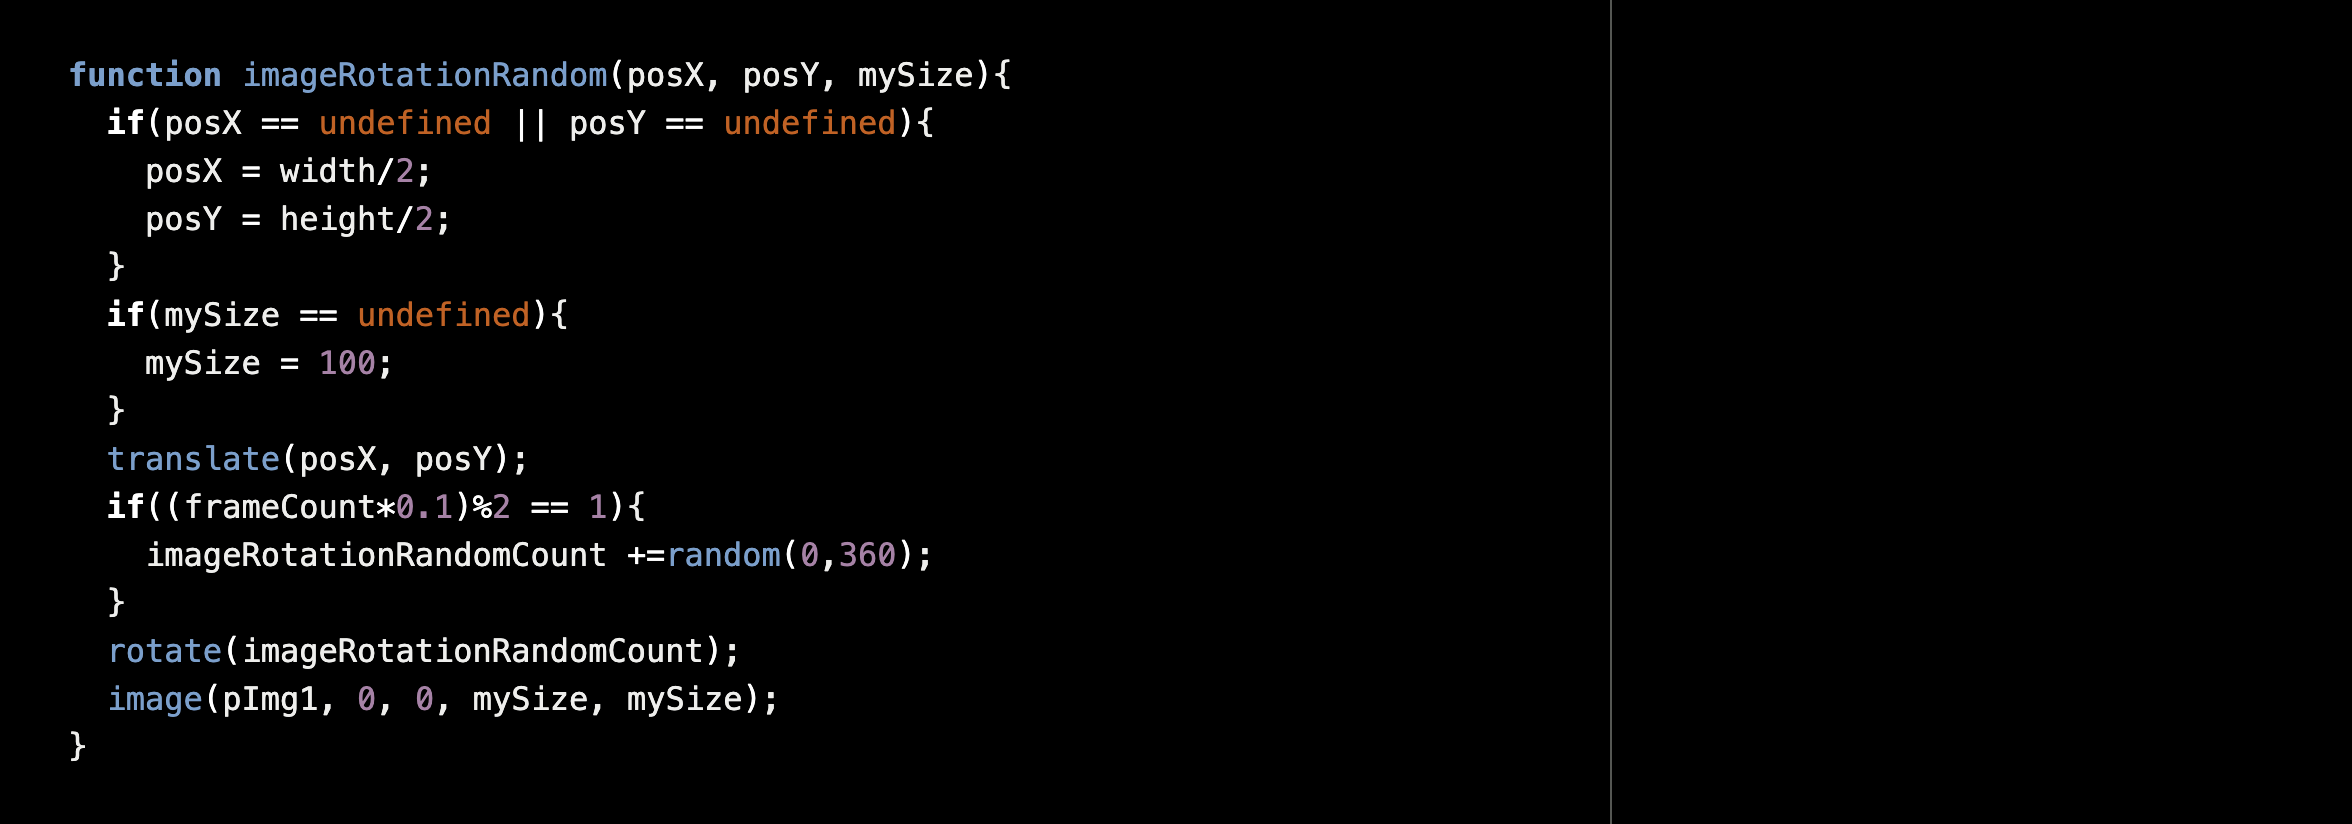 function imageRotationRandom(posX, posY, mySize){
  if(posX == undefined || posY == undefined){
    posX = width/2;
    posY = height/2;
  }
  if(mySize == undefined){
    mySize = 100;
  }
  translate(posX, posY);
  if((frameCount*0.1)%2 == 1){
    imageRotationRandomCount +=random(0,360);
  }
  rotate(imageRotationRandomCount);
  image(pImg1, 0, 0, mySize, mySize);
}